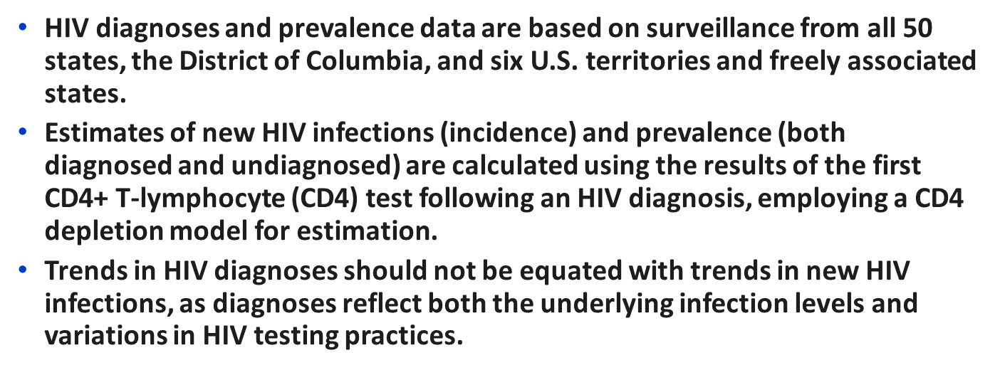 • HIV diagnoses and prevalence data are based on surveillance from all 50
states, the District of Columbia, and six U.S. territories and freely associated
states.
• Estimates of new HIV infections (incidence) and prevalence (both
diagnosed and undiagnosed) are calculated using the results of the first
CD4+ T-lymphocyte (CD4) test following an HIV diagnosis, employing a CD4
depletion model for estimation.
• Trends in HIV diagnoses should not be equated with trends in new HIV
infections, as diagnoses reflect both the underlying infection levels and
variations in HIV testing practices.